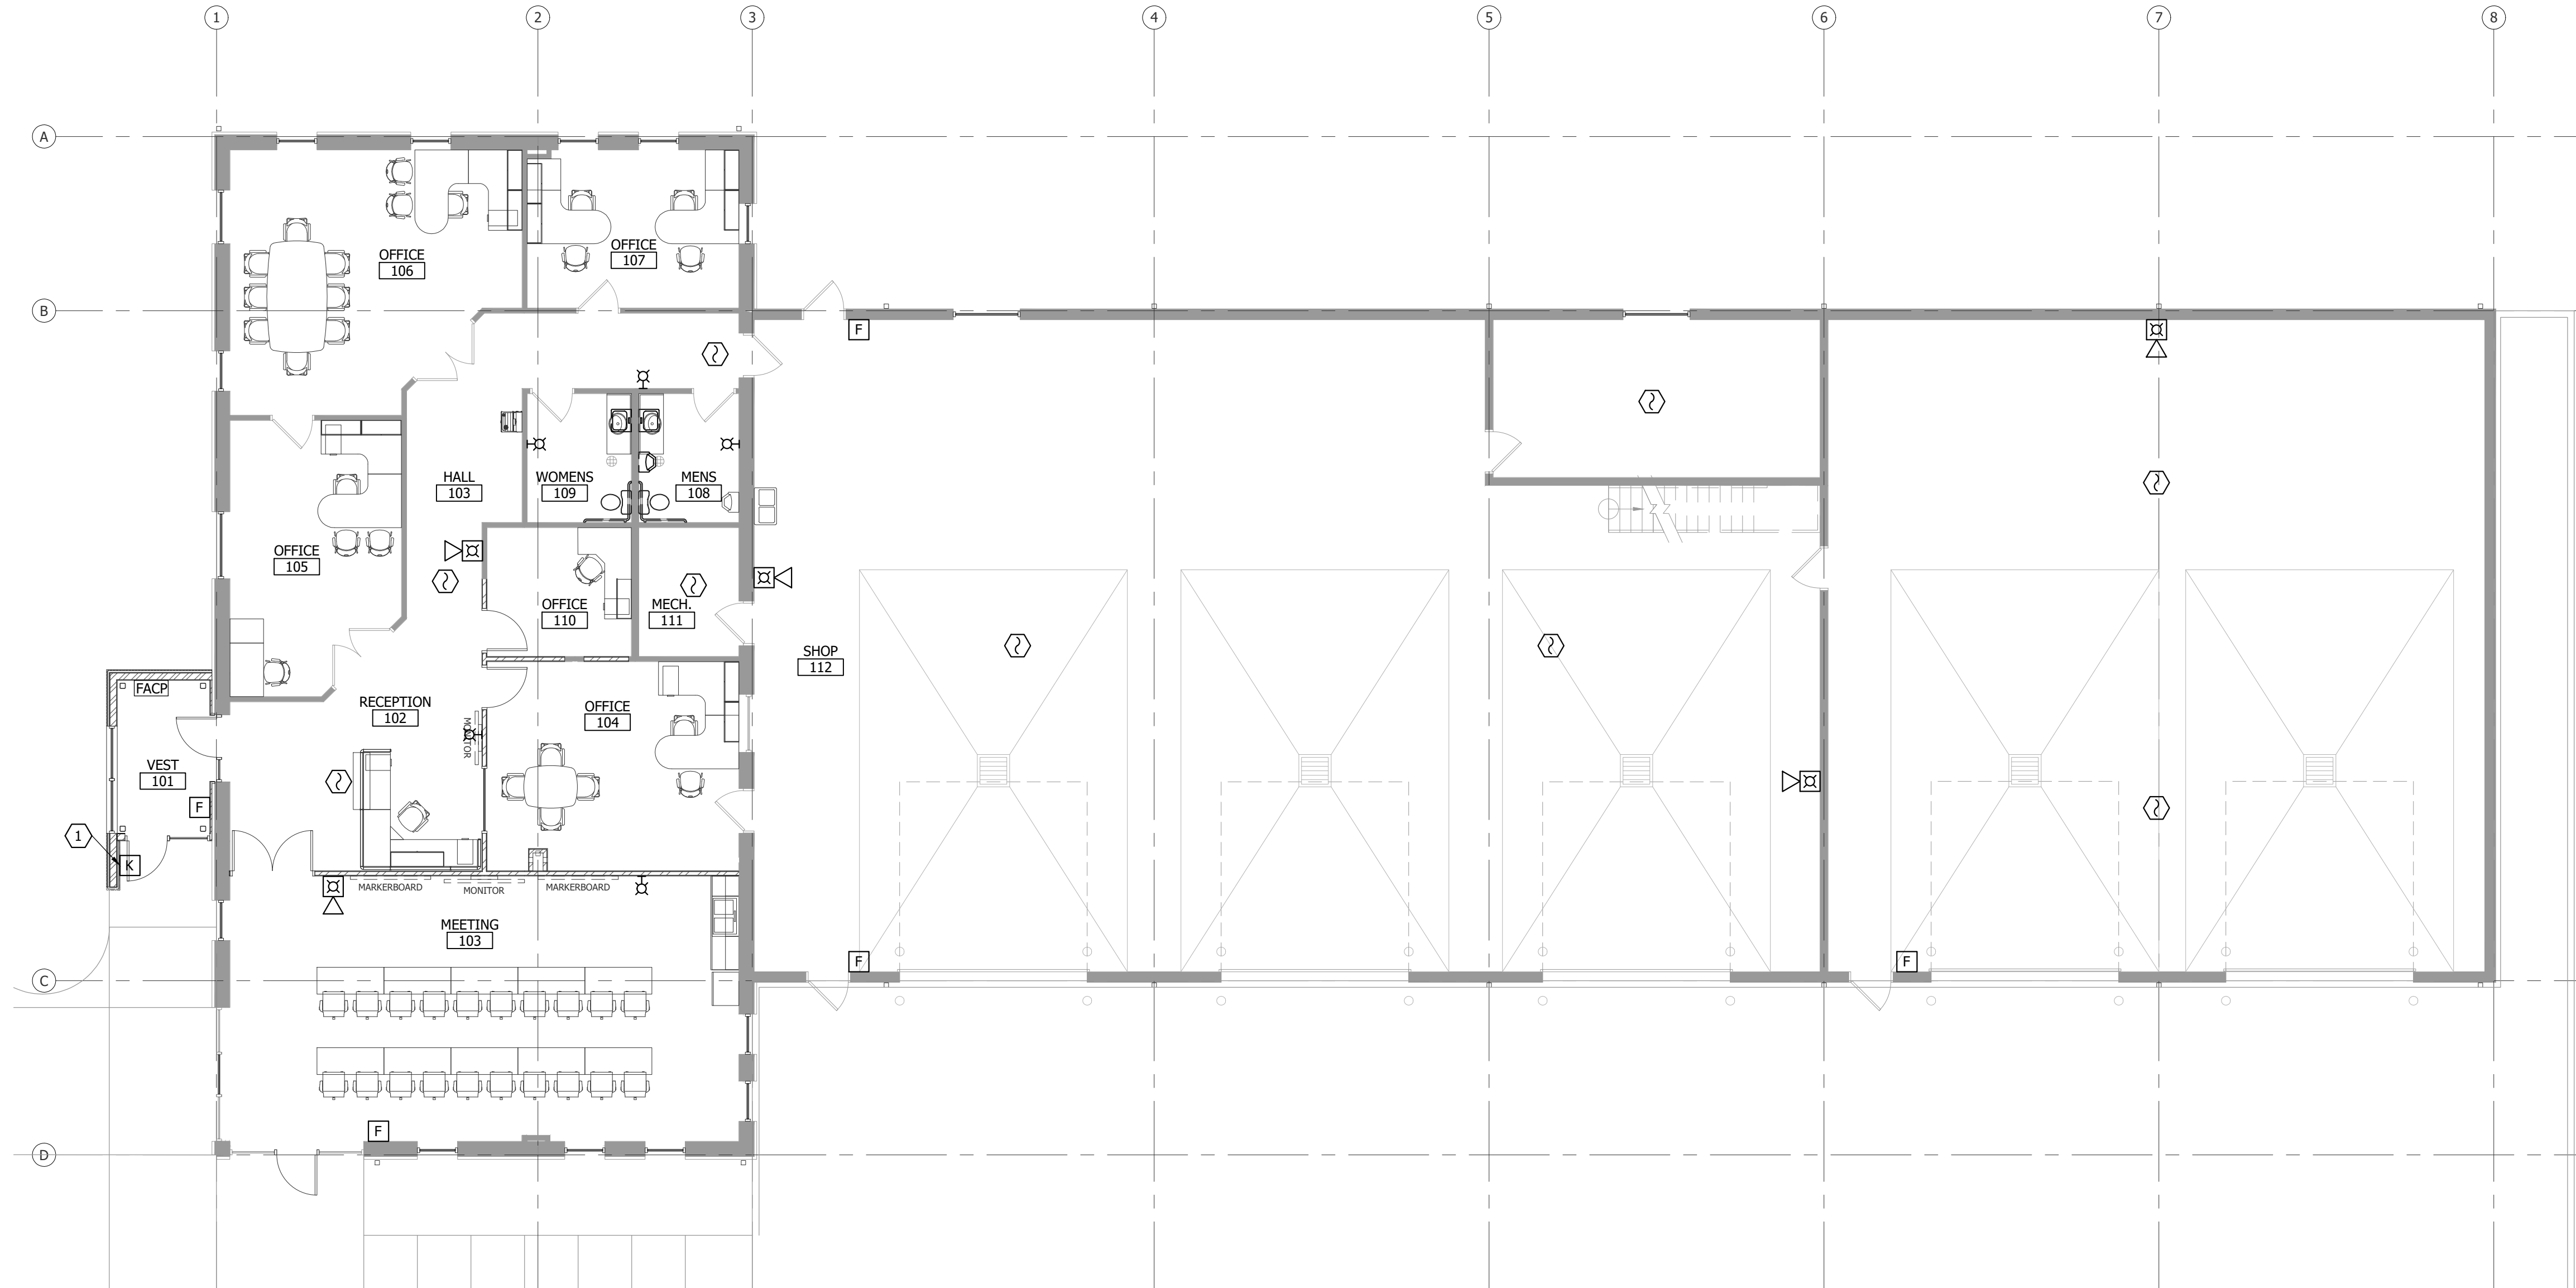 1 2 3 4 5 6 7 8
A
OFFICE
107
OFFICE
106
B
F
HALL
103
WOMENS
109
MENS
108
OFFICE
105
OFFICE
110
MECH.
111
SHOP
112
FACP
RECEPTION
102
OFFICE
104
MONITOR
VEST
101
F
1
K
MARKERBOARD
MONITOR
MARKERBOARD
MEETING
103
F
F
C
F
D